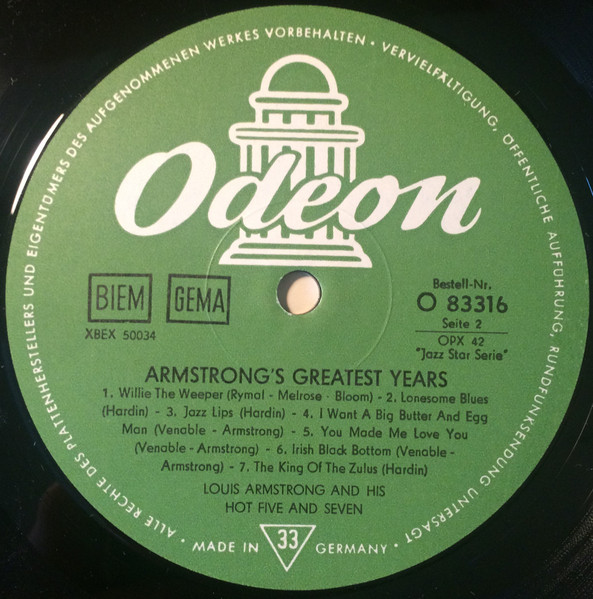 ALLE RECHTE DES PLATTENHERSTELLERS UND EIGENTÜMERS DES AUFGENOMMENEN WERKES VORBEHALTEN · VERVIELFÄLTIGUNG, ÖFFENTLICHE AUFFÜHRUNG, RUNDFUNKSENDUNG UNTERSAGT ·
Odeon
BIEM GEMA
XBEX 50034
Bestell-Nr.
O 83316
Seite 2
OPX 42
"Jazz Star Serie"
ARMSTRONG'S GREATEST YEARS
1. Willie The Weeper (Rymal - Melrose · Bloom) - 2. Lonesome Blues
(Hardin) - 3. Jazz Lips (Hardin) - 4. I Want A Big Butter And Egg
Man (Venable - Armstrong) - 5. You Made Me Love You
(Venable - Armstrong) - 6. Irish Black Bottom (Venable -
Armstrong) - 7. The King Of The Zulus (Hardin)
LOUIS ARMSTRONG AND HIS
HOT FIVE AND SEVEN
MADE IN 33 GERMANY